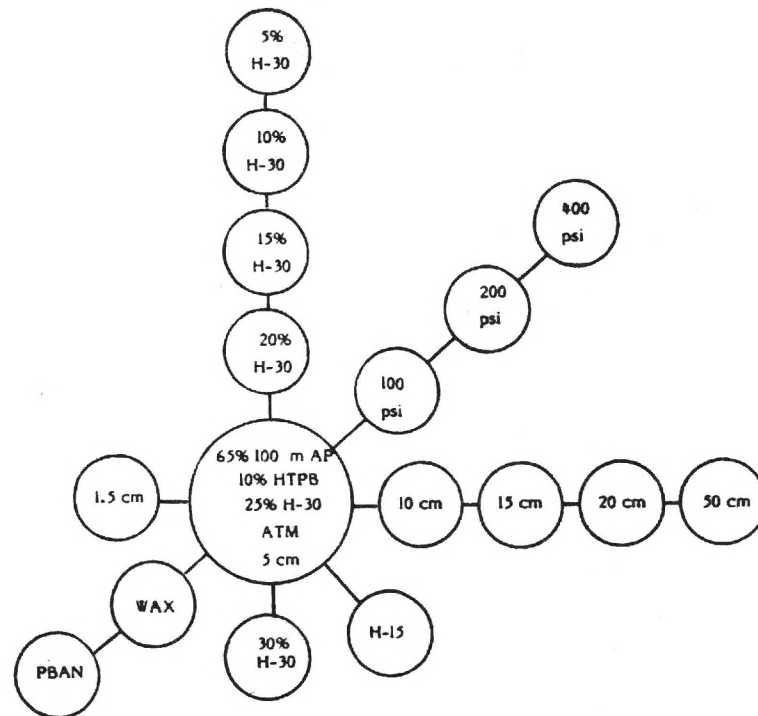 5%
H-30
10%
H-30
15%
H-30
20%
H-30
400
psi
200
psi
100
psi
65% 100 m AP
10% HTPB
25% H-30
ATM
5 cm
1.5 cm
10 cm
15 cm
20 cm
50 cm
WAX
PBAN
30%
H-30
H-15